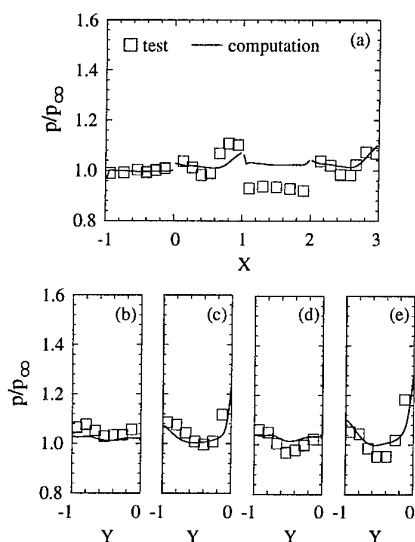 1.6
□ test — computation (a)
1.4
p/p∞
1.2
1.0
0.8
-1 0 1 2 3
X
1.6
(b) (c) (d) (e)
1.4
p/p∞
1.2
1.0
0.8
-1 0 -1 0 -1 0 -1 0
Y Y Y Y